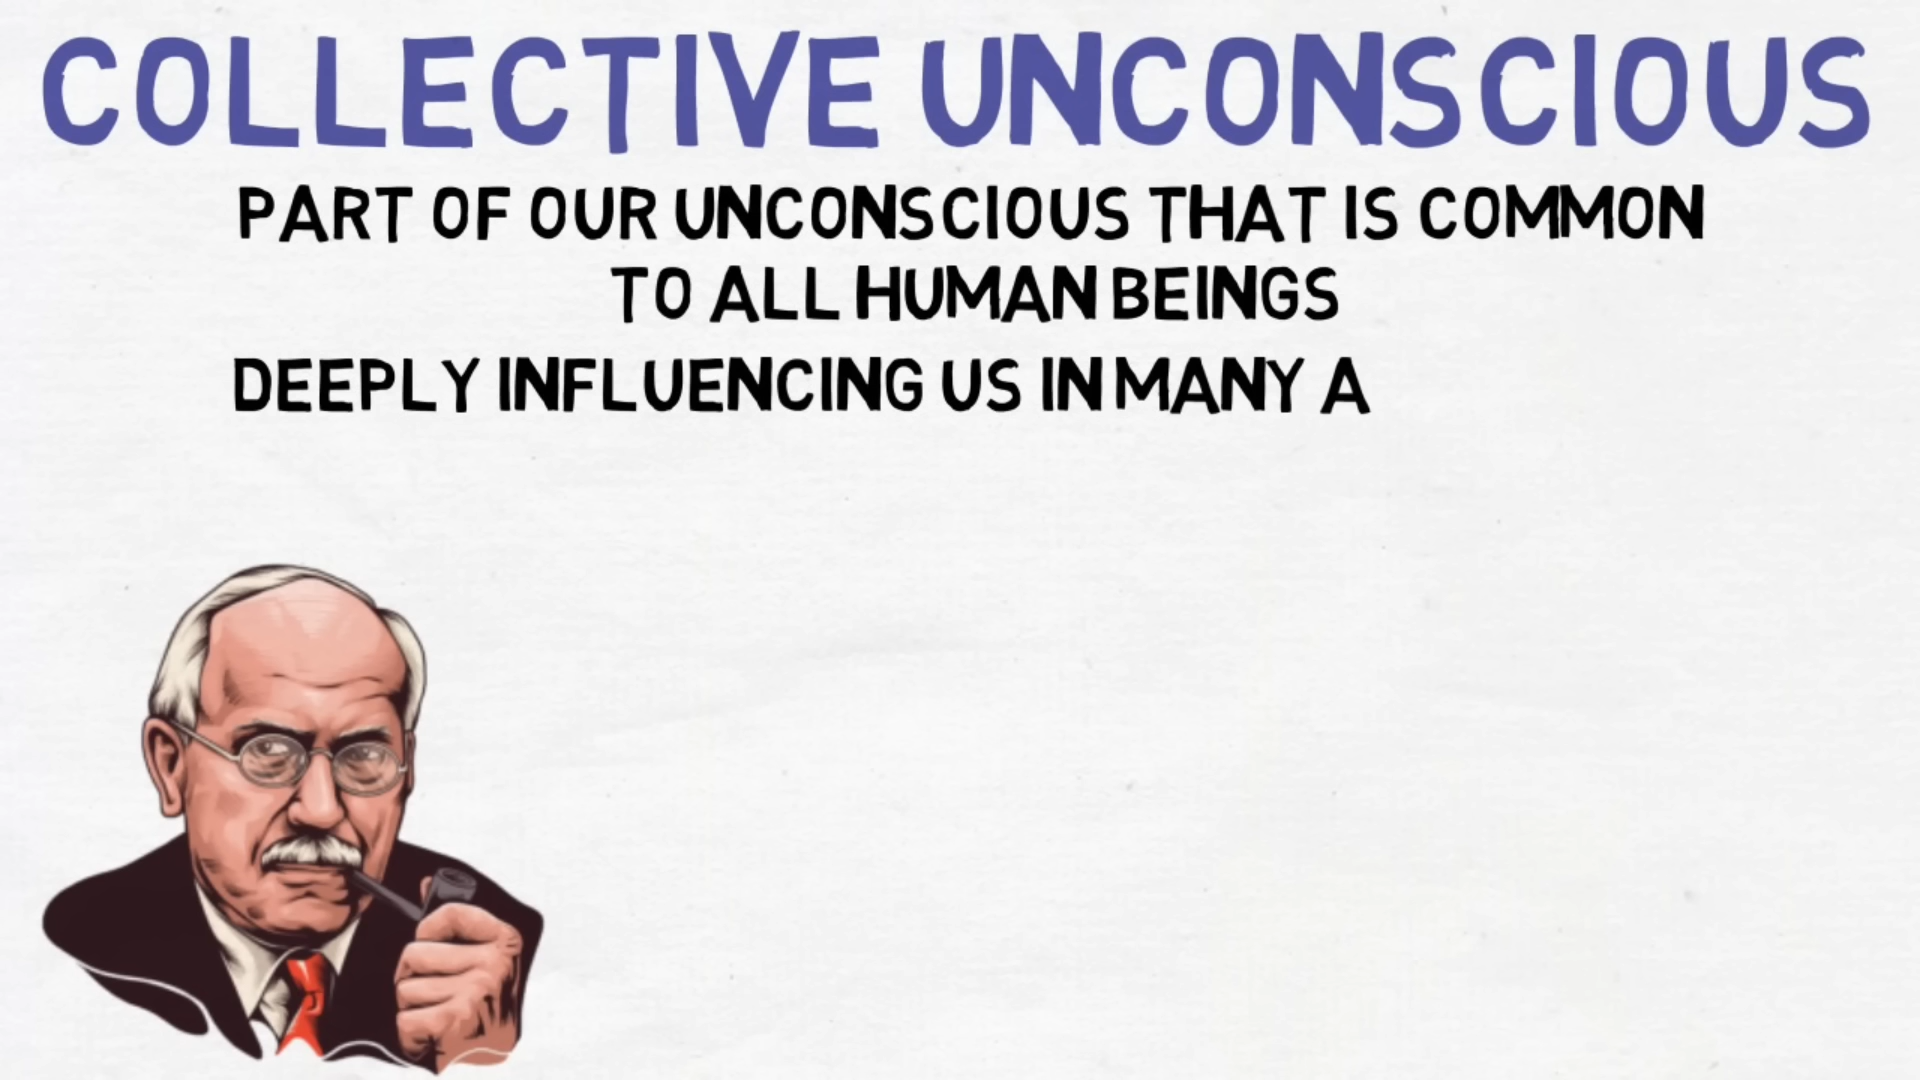 COLLECTIVE UNCONSCIOUS
PART OF OUR UNCONSCIOUS THAT IS COMMON
TO ALL HUMAN BEINGS
DEEPLY INFLUENCING US IN MANY A